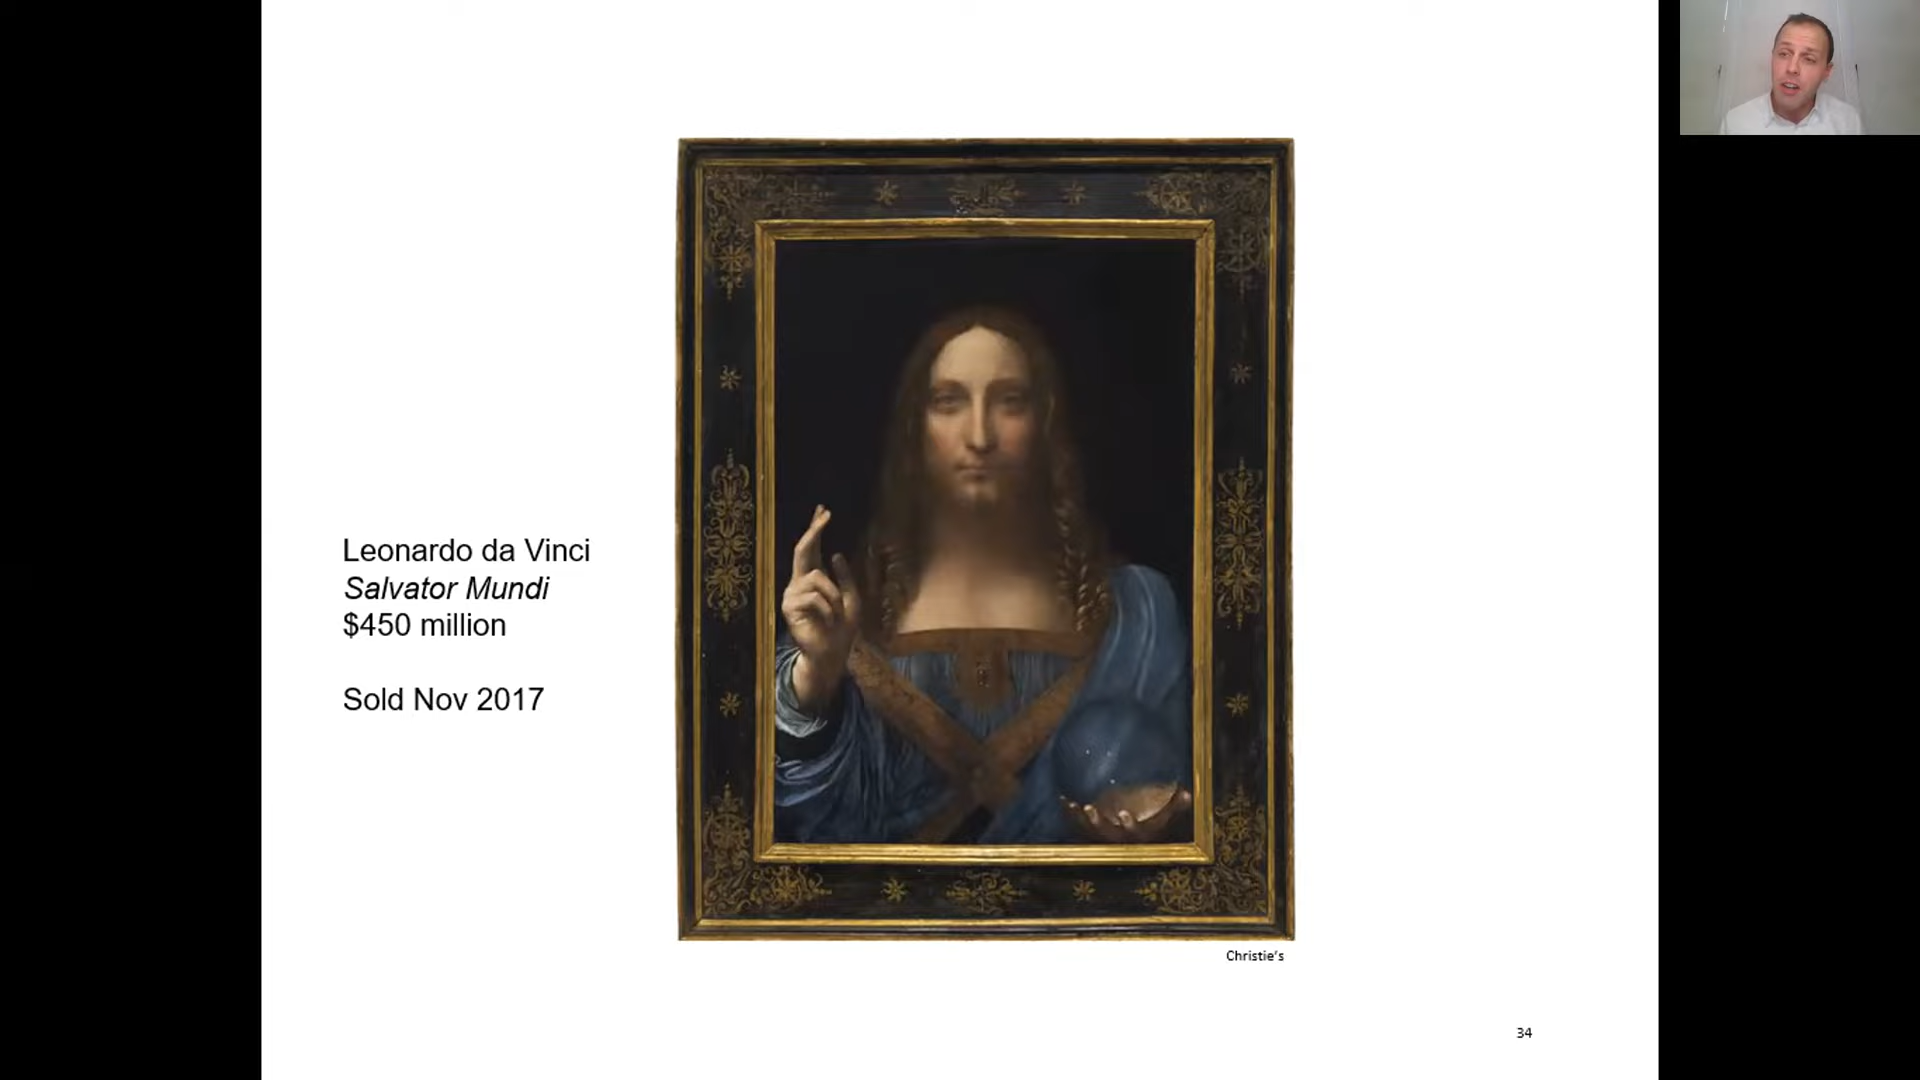 Leonardo da Vinci
Salvator Mundi
$450 million
Sold Nov 2017
Christie's
34